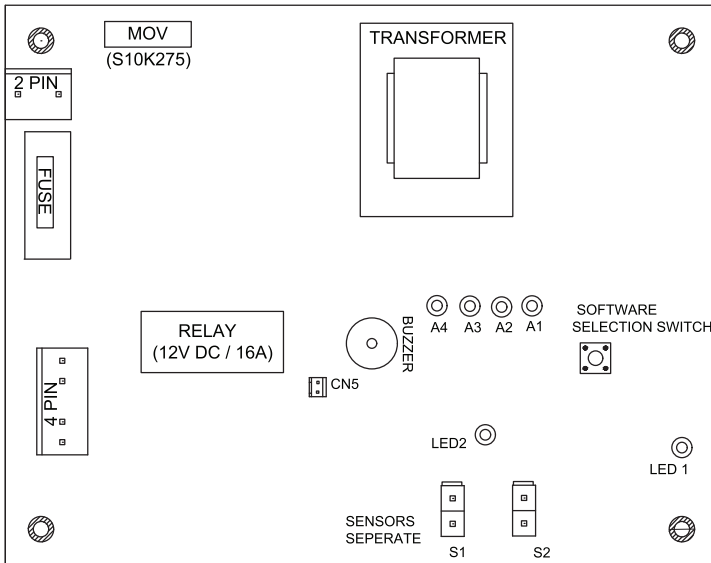 MOV
(S10K275)
TRANSFORMER
2 PIN
FUSE
A4 A3 A2 A1
SOFTWARE
SELECTION SWITCH
RELAY
(12V DC / 16A)
BUZZER
CN5
4 PIN
LED2
LED 1
SENSORS
SEPERATE
S1 S2